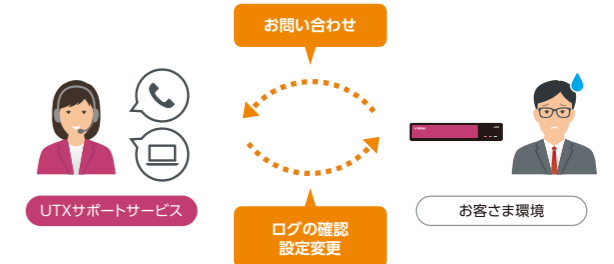 お問い合わせ
UTXサポートサービス
お客さま環境
ログの確認
設定変更